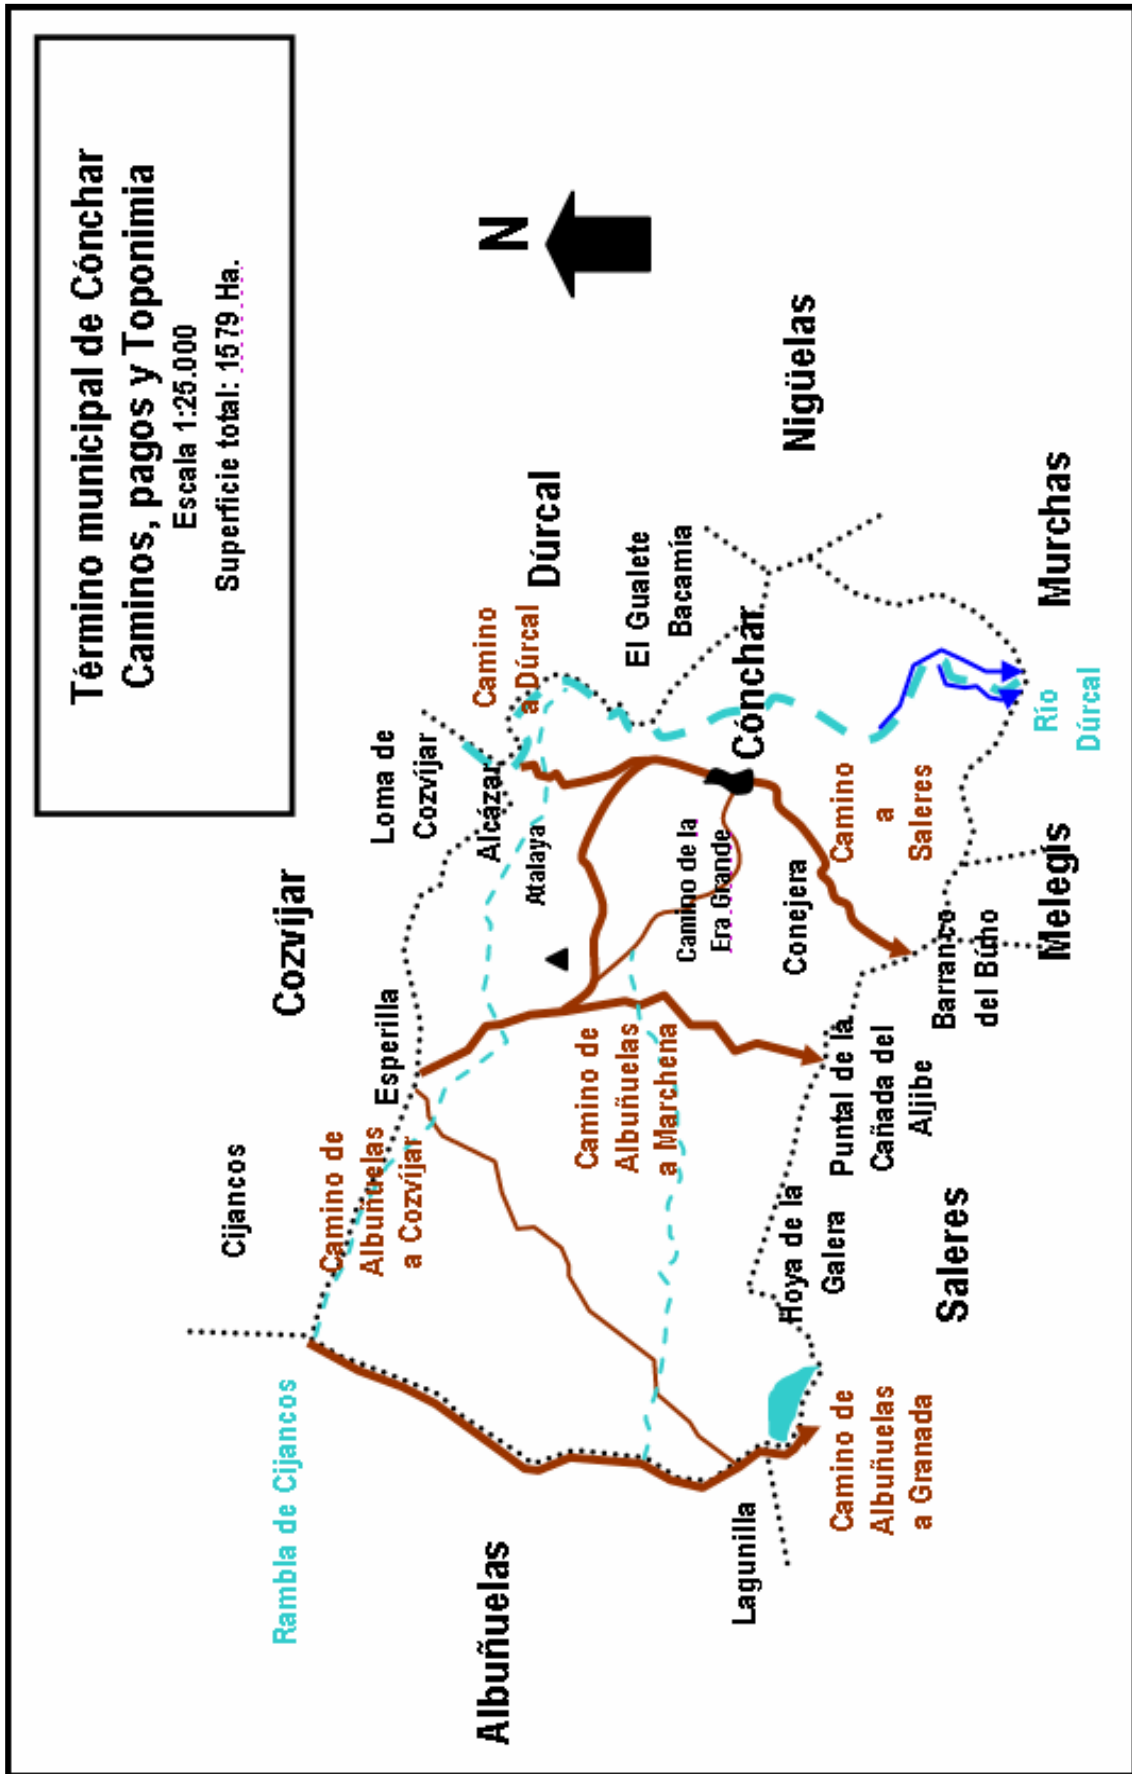 Término municipal de Cónchar
Caminos, pagos y Toponimia
Escala 1:25.000
Superficie total: 1579 Ha.
N
Cijancos
Cozvíjar
Rambla de Cijancos
Camino de
Albuñuelas
a Cozvíjar
Esperilla
Loma de
Cozvíjar
Alcázar
Camino
a Dúrcal
Dúrcal
Albuñuelas
Atalaya
El Gualete
Bacamía
Nigüelas
Camino de
Albuñuelas
a Marchena
Camino de la
Era Grande
Cónchar
Conejera
Lagunilla
Hoya de la
Galera
Puntal de la
Cañada del
Aljibe
Camino
a
Saleres
Camino de
Albuñuelas
a Granada
Saleres
Barranco
del Búho
Melegís
Río
Dúrcal
Murchas